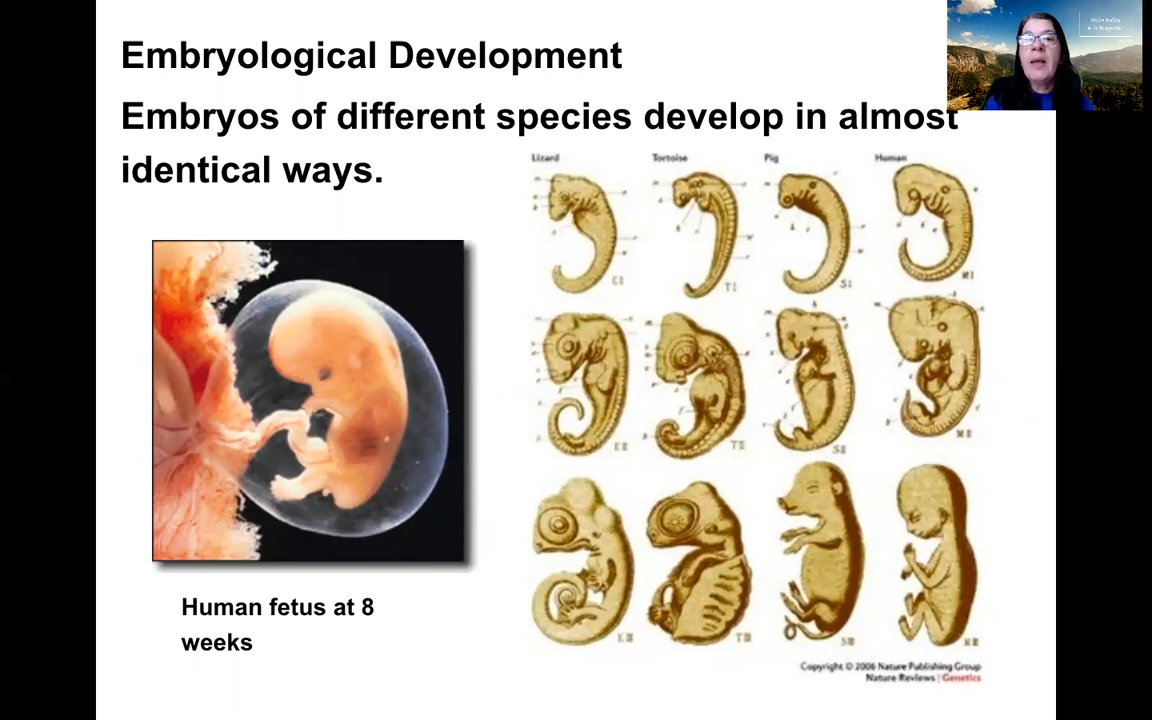 Embryological Development
Embryos of different species develop in almost
identical ways.
Lizard Tortoise Pig Human
Human fetus at 8
weeks
Copyright © 2006 Nature Publishing Group
Nature Reviews | Genetics